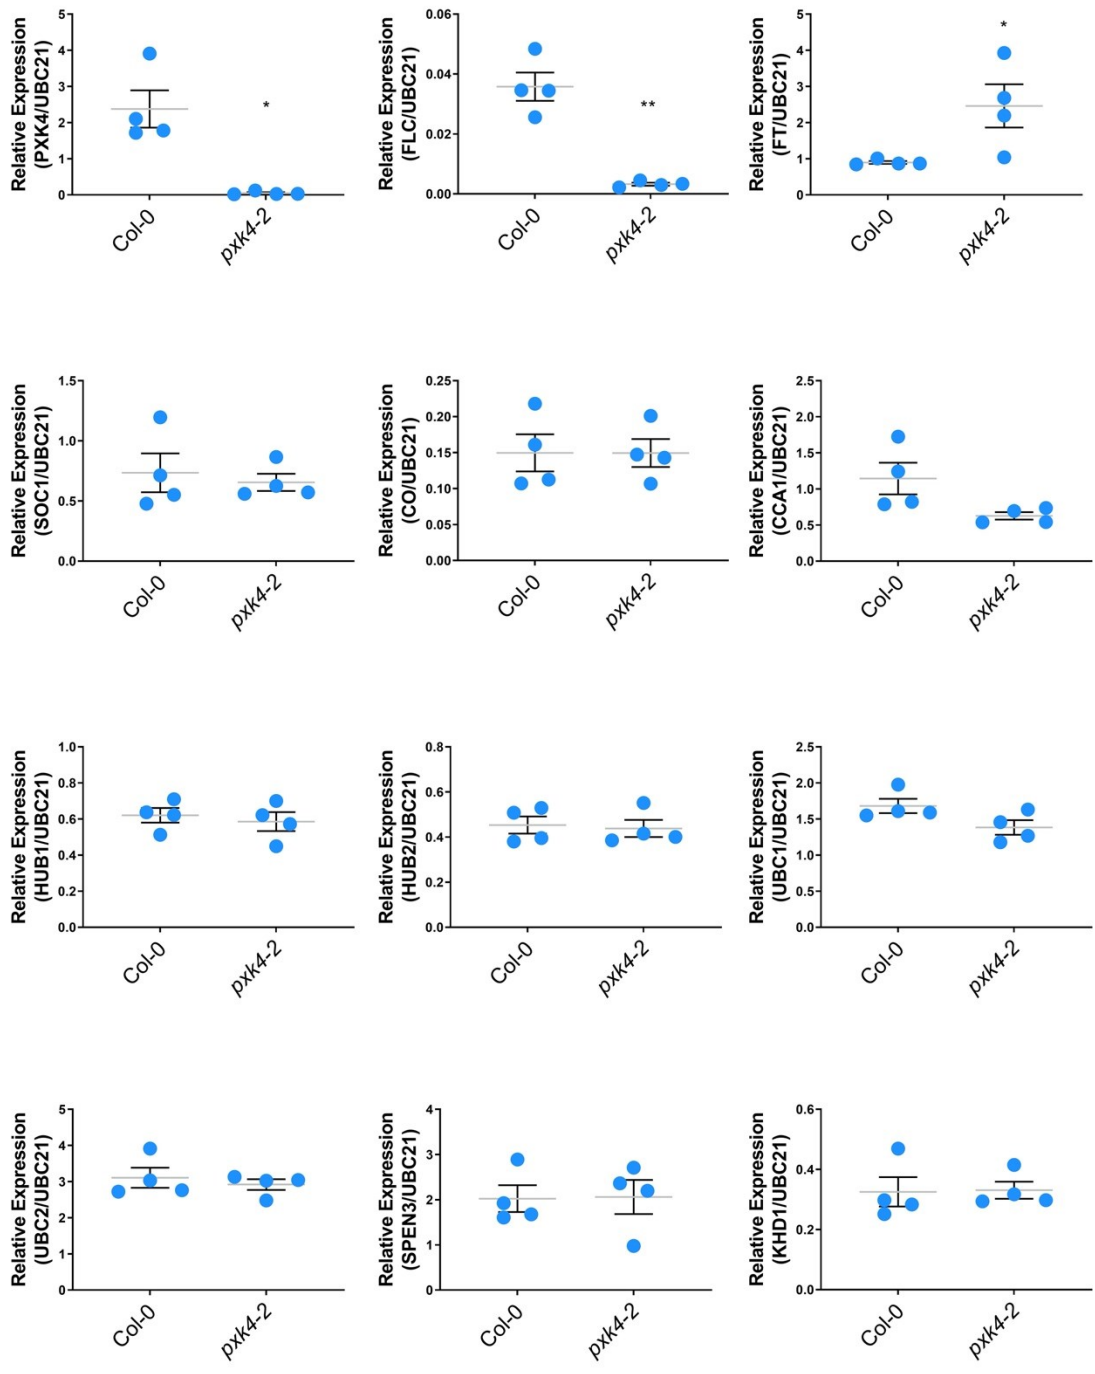 Relative Expression
(PXK4/UBC21)
5
4
3
2
1
0
*
Col-0
pxk4-2
Relative Expression
(FLC/UBC21)
0.06
0.04
0.02
0.00
**
Col-0
pxk4-2
Relative Expression
(FT/UBC21)
5
4
3
2
1
0
*
Col-0
pxk4-2
Relative Expression
(SOC1/UBC21)
1.5
1.0
0.5
0.0
Col-0
pxk4-2
Relative Expression
(CO/UBC21)
0.25
0.20
0.15
0.10
0.05
0.00
Col-0
pxk4-2
Relative Expression
(CCA1/UBC21)
2.5
2.0
1.5
1.0
0.5
0.0
Col-0
pxk4-2
Relative Expression
(HUB1/UBC21)
1.0
0.8
0.6
0.4
0.2
0.0
Col-0
pxk4-2
Relative Expression
(HUB2/UBC21)
0.8
0.6
0.4
0.2
0.0
Col-0
pxk4-2
Relative Expression
(UBC1/UBC21)
2.5
2.0
1.5
1.0
0.5
0.0
Col-0
pxk4-2
Relative Expression
(UBC2/UBC21)
5
4
3
2
1
0
Col-0
pxk4-2
Relative Expression
(SPEN3/UBC21)
4
3
2
1
0
Col-0
pxk4-2
Relative Expression
(KHD1/UBC21)
0.6
0.4
0.2
0.0
Col-0
pxk4-2